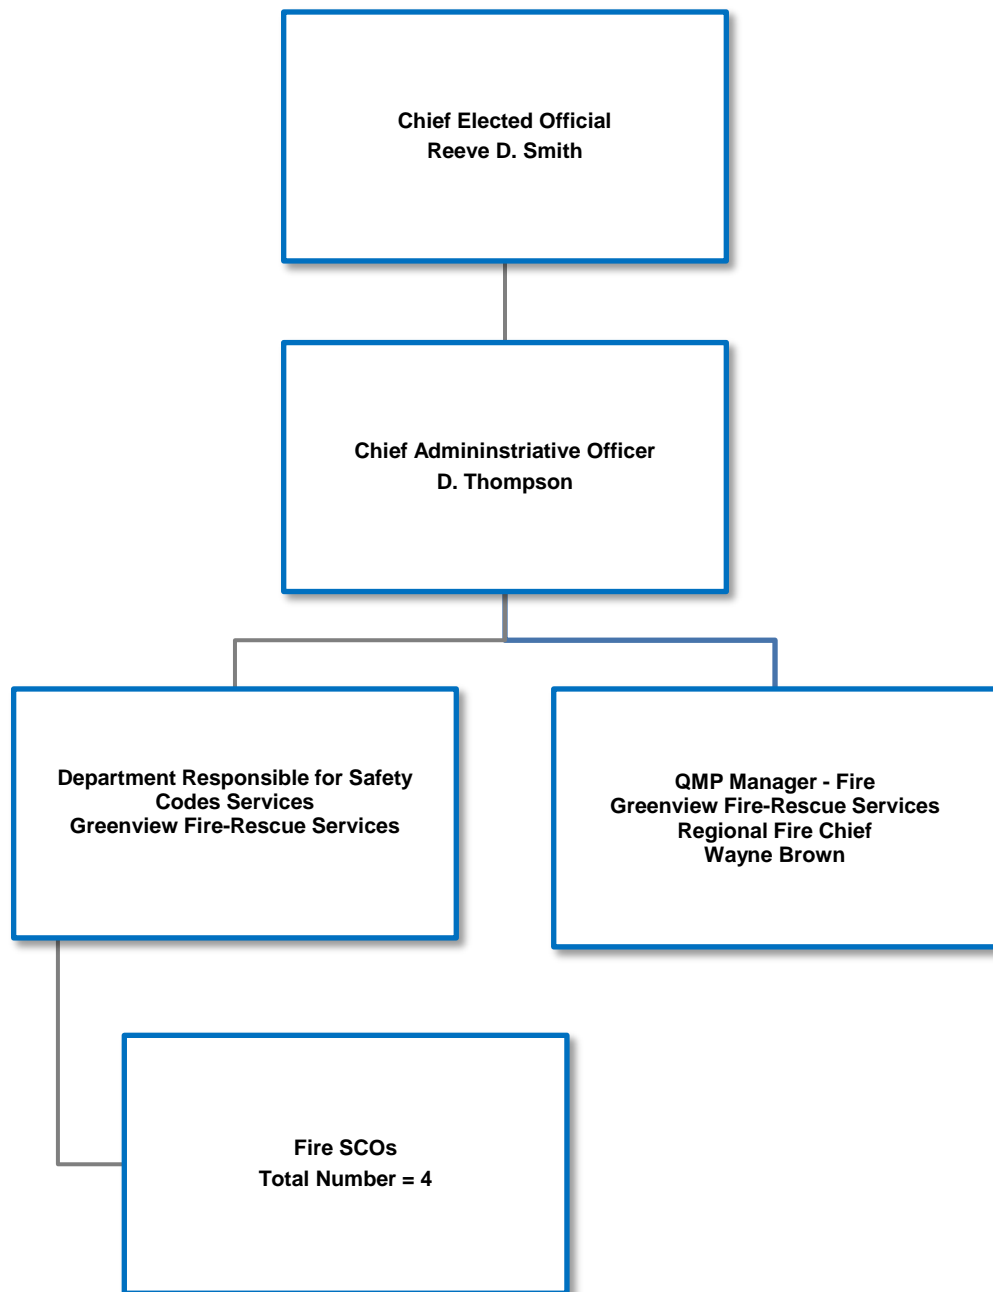 Chief Elected Official
Reeve D. Smith
Chief Admininstriative Officer
D. Thompson
Department Responsible for Safety
Codes Services
Greenview Fire-Rescue Services
QMP Manager - Fire
Greenview Fire-Rescue Services
Regional Fire Chief
Wayne Brown
Fire SCOs
Total Number = 4